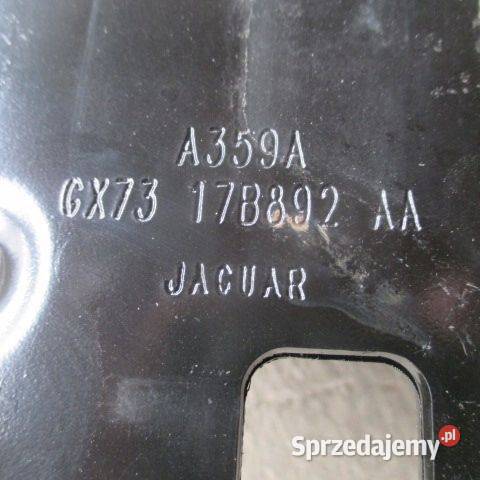 A359A
GX73 17B892 AA
JAGUAR
Sprzedajemy.pl